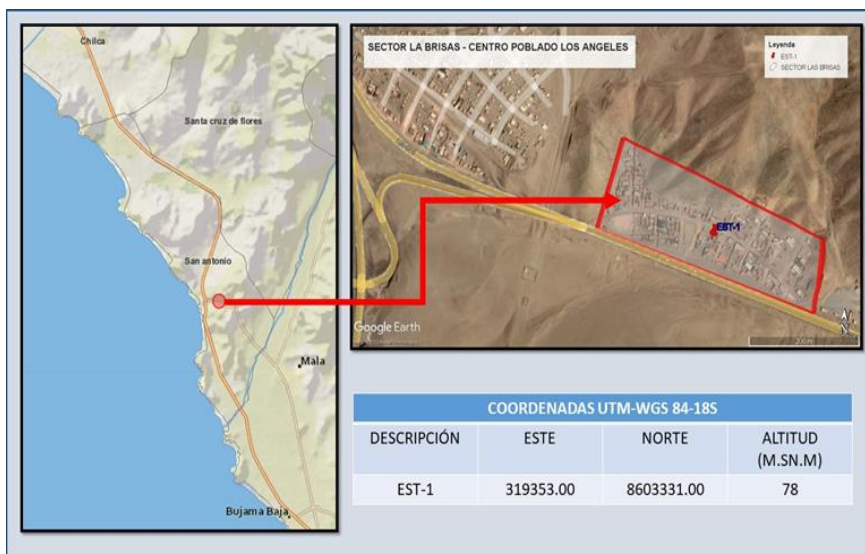 Chilca
Santa cruz de flores
San antonio
Mala
Bujama Baja
SECTOR LA BRISAS - CENTRO POBLADO LOS ANGELES
Leyenda
EST-1
SECTOR LAS BRISAS
EST-1
Google Earth
N
200 m
COORDENADAS UTM-WGS 84-18S
DESCRIPCIÓN ESTE NORTE ALTITUD
(M.SN.M)
EST-1 319353.00 8603331.00 78